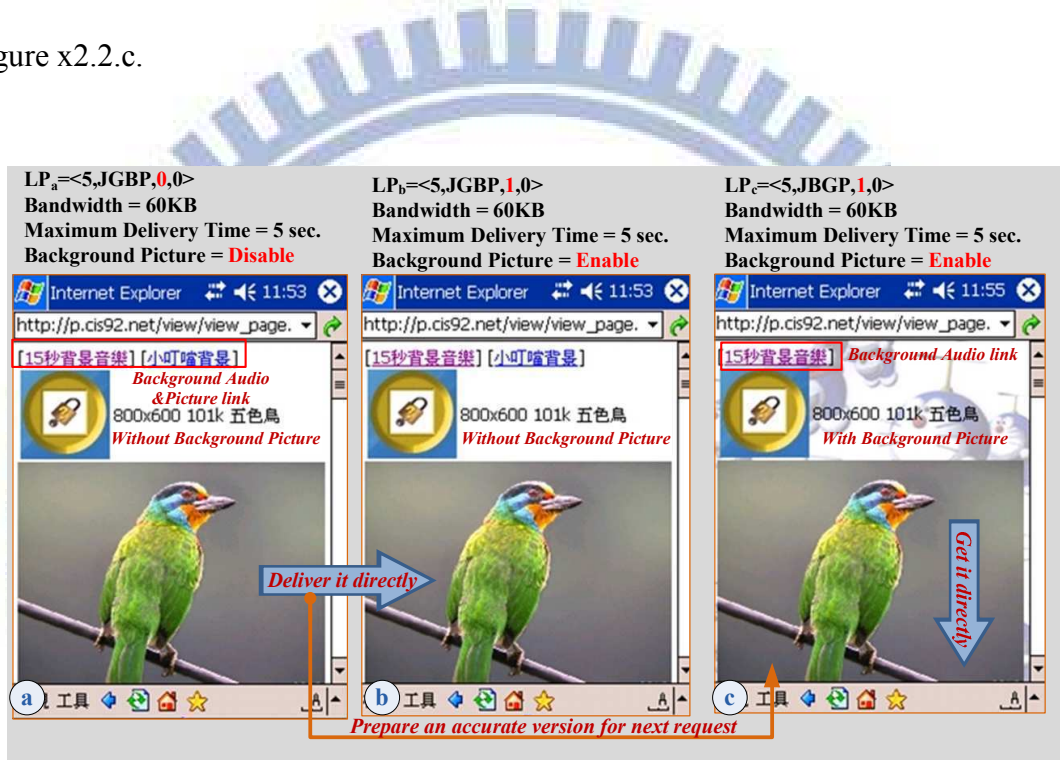 gure x2.2.c.
LPa=<5,JGBP,0,0>
Bandwidth = 60KB
Maximum Delivery Time = 5 sec.
Background Picture = Disable
Internet Explorer 11:53
http://p.cis92.net/view/view_page.
[15秒背景音樂] [小叮噹背景]
Background Audio
&Picture link
800x600 101k 五色鳥
Without Background Picture
a
工具
LPb=<5,JGBP,1,0>
Bandwidth = 60KB
Maximum Delivery Time = 5 sec.
Background Picture = Enable
Internet Explorer 11:53
http://p.cis92.net/view/view_page.
[15秒背景音樂] [小叮噹背景]
800x600 101k 五色鳥
Without Background Picture
Deliver it directly
b
工具
LPc=<5,JBGP,1,0>
Bandwidth = 60KB
Maximum Delivery Time = 5 sec.
Background Picture = Enable
Internet Explorer 11:55
http://p.cis92.net/view/view_page.
[15秒背景音樂] Background Audio link
800x600 101k 五色鳥
With Background Picture
Get it directly
c
工具
Prepare an accurate version for next request